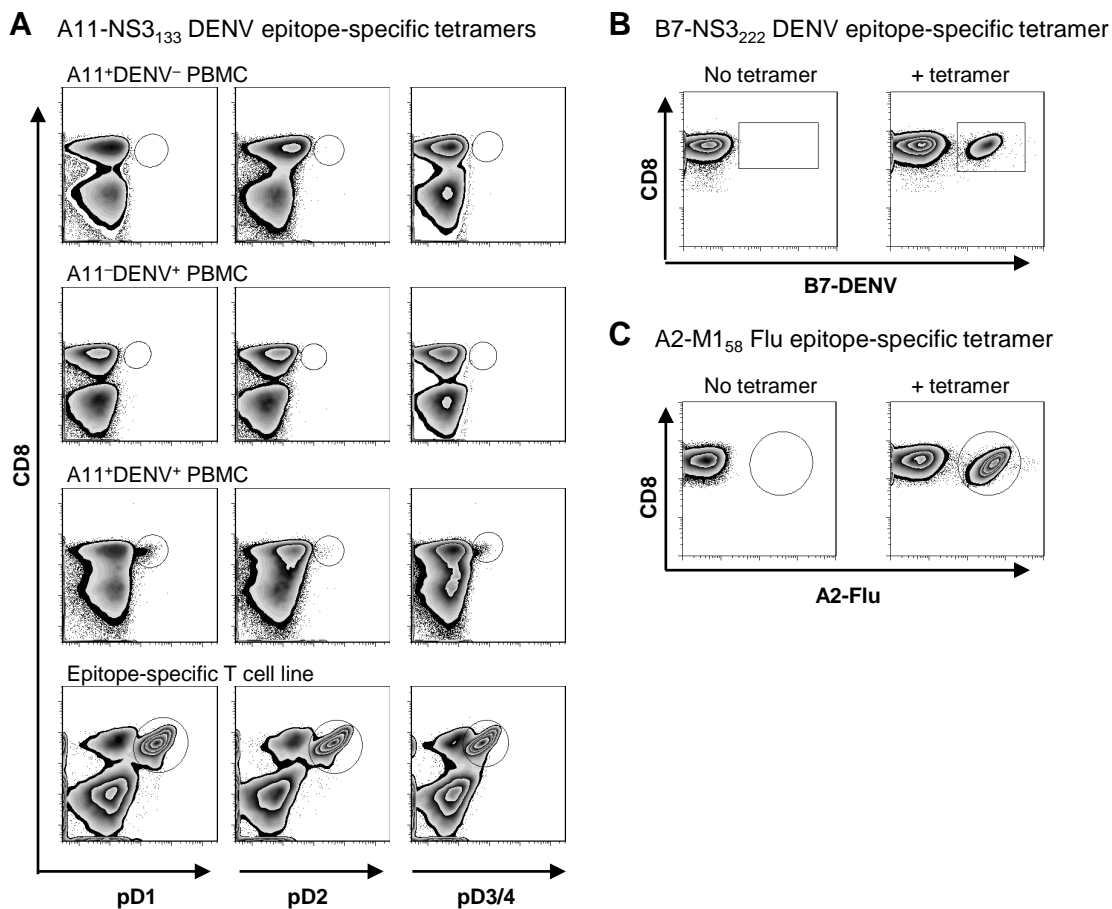 A A11-NS3₁₃₃ DENV epitope-specific tetramers
A11⁺DENV⁻ PBMC
A11⁻DENV⁺ PBMC
A11⁺DENV⁺ PBMC
Epitope-specific T cell line
CD8
pD1
pD2
pD3/4
B B7-NS3₂₂₂ DENV epitope-specific tetramer
No tetramer
+ tetramer
CD8
B7-DENV
C A2-M1₅₈ Flu epitope-specific tetramer
No tetramer
+ tetramer
CD8
A2-Flu